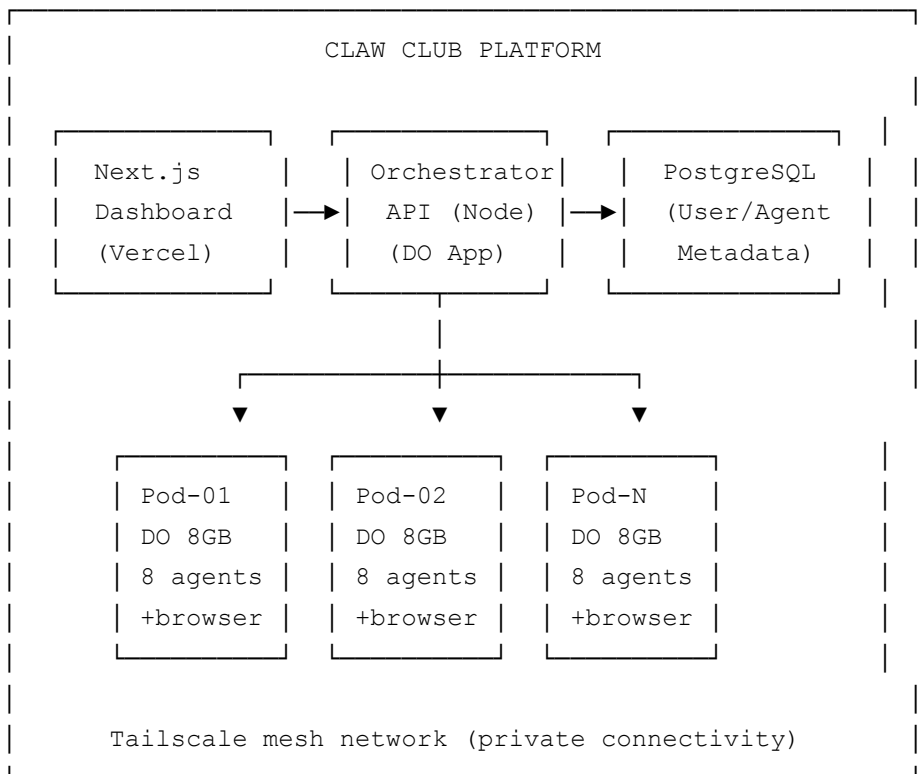 CLAW CLUB PLATFORM
Next.js Orchestrator PostgreSQL
Dashboard API (Node) (User/Agent
(Vercel) (DO App) Metadata)
Pod-01 Pod-02 Pod-N
DO 8GB DO 8GB DO 8GB
8 agents 8 agents 8 agents
+browser +browser +browser
Tailscale mesh network (private connectivity)